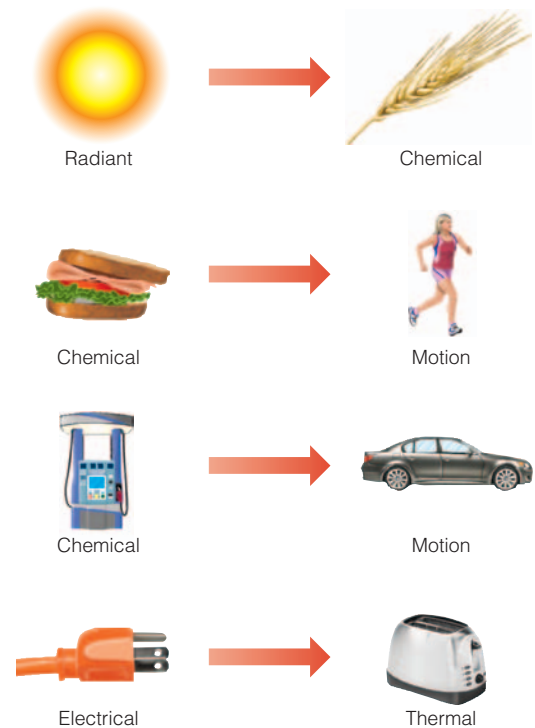 Radiant
Chemical
Chemical
Motion
Chemical
Motion
Electrical
Thermal